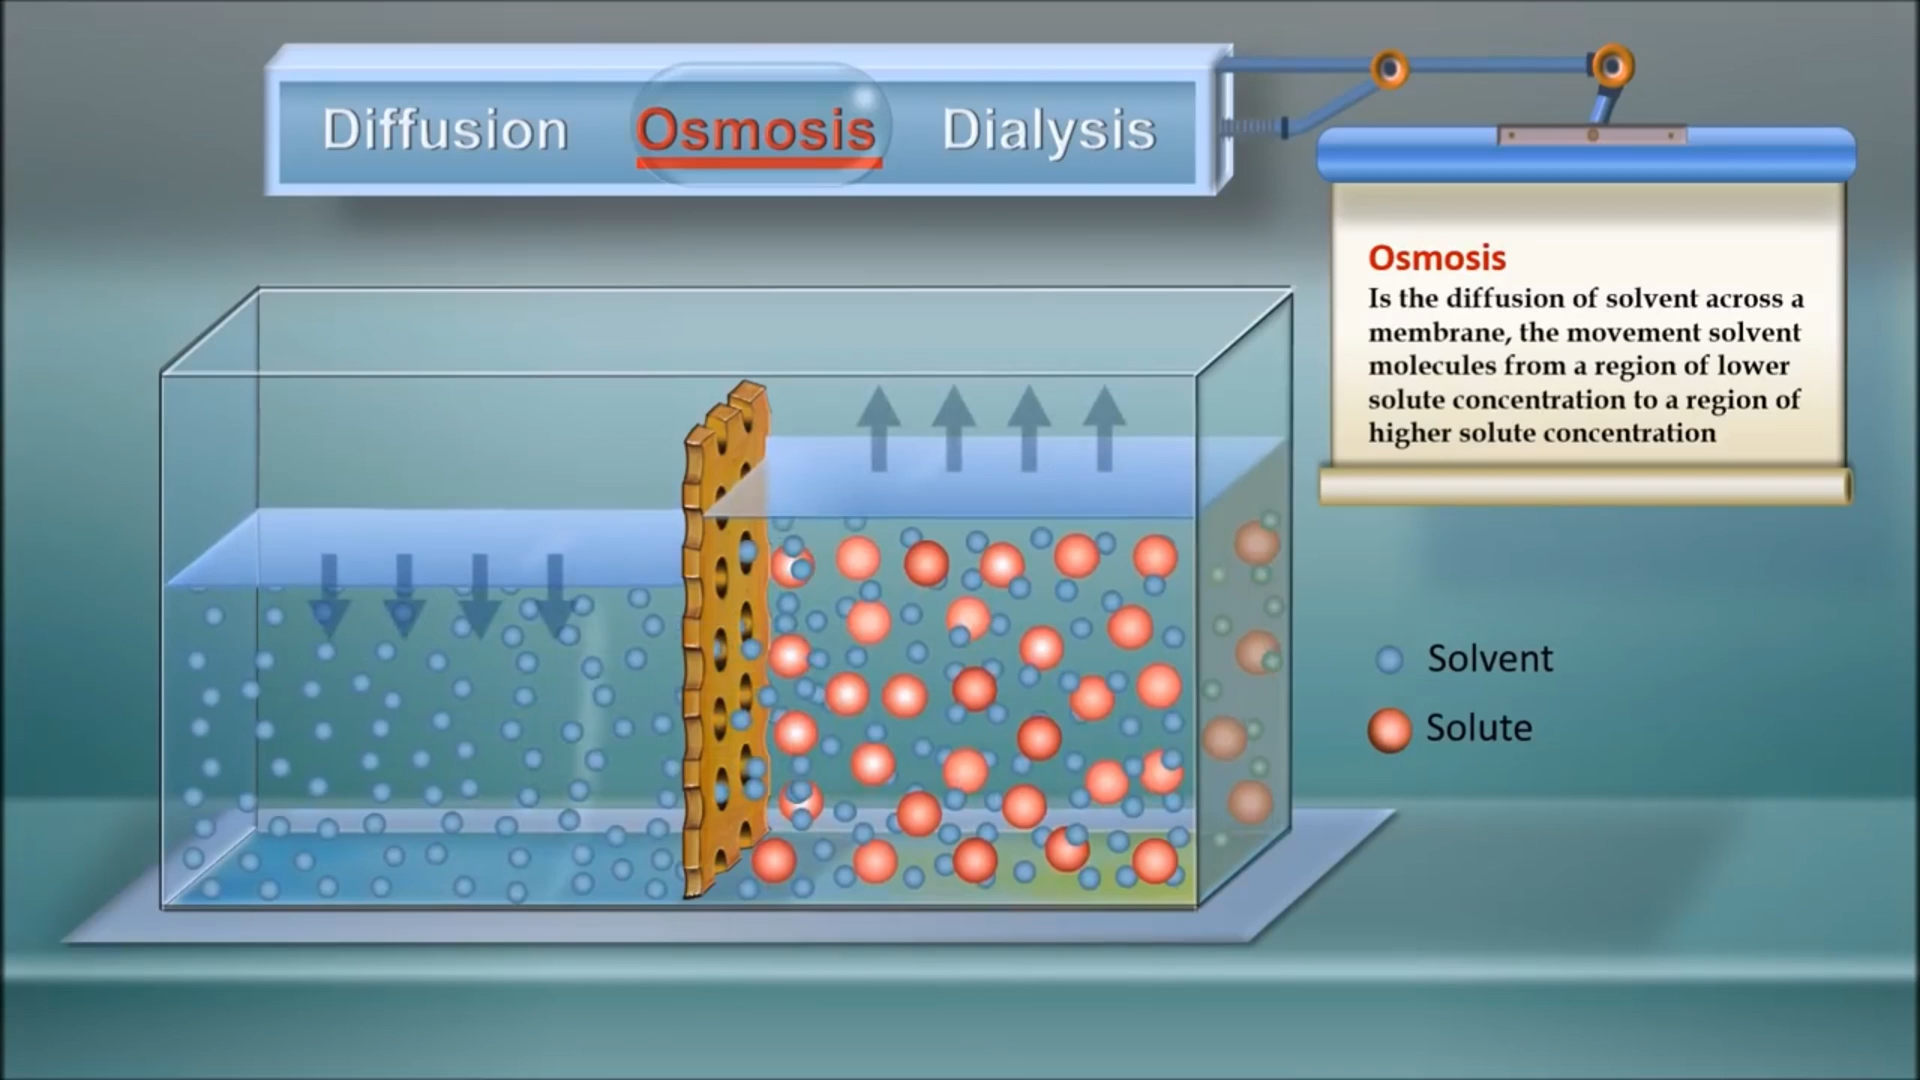 Diffusion Osmosis Dialysis
Osmosis
Is the diffusion of solvent across a
membrane, the movement solvent
molecules from a region of lower
solute concentration to a region of
higher solute concentration
Solvent
Solute